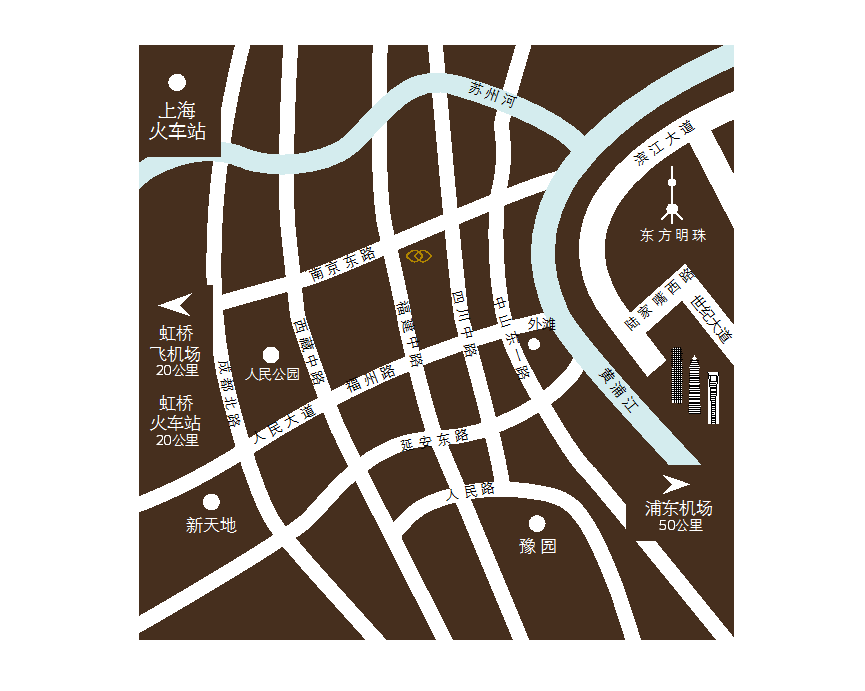 苏州河
滨江大道
上海
火车站
东方明珠
南京东路
陆家嘴西路
世纪大道
虹桥
飞机场
20公里
西藏中路
福建中路
四川中路
中山东一路
外滩
人民公园
成都北路
福州路
黄浦江
虹桥
火车站
20公里
人民大道
延安东路
人民路
新天地
豫园
浦东机场
50公里